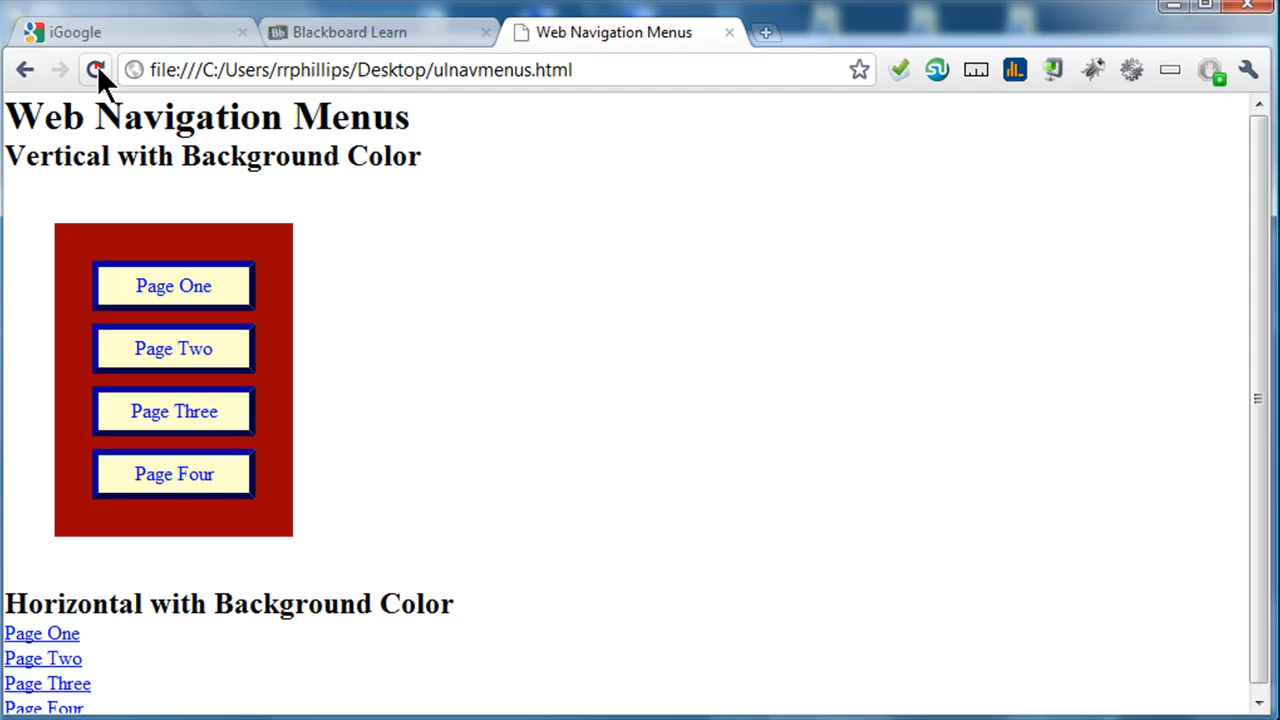 iGoogle
Bb Blackboard Learn
Web Navigation Menus
file:///C:/Users/rrphillips/Desktop/ulnavmenus.html
Web Navigation Menus
Vertical with Background Color
Page One
Page Two
Page Three
Page Four
Horizontal with Background Color
Page One
Page Two
Page Three
Page Four